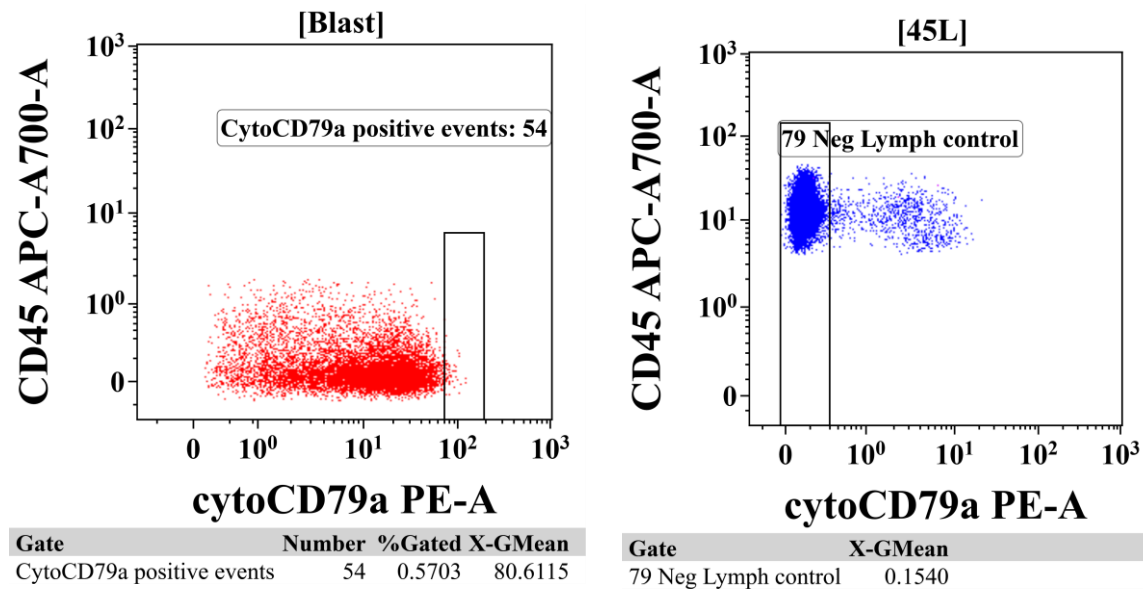 [Blast]
CD45 APC-A700-A
10³
10²
10¹
10⁰
0
CytoCD79a positive events: 54
0 10⁰ 10¹ 10² 10³
cytoCD79a PE-A
Gate Number %Gated X-GMean
CytoCD79a positive events 54 0.5703 80.6115
[45L]
CD45 APC-A700-A
10³
10²
10¹
10⁰
0
79 Neg Lymph control
0 10⁰ 10¹ 10² 10³
cytoCD79a PE-A
Gate X-GMean
79 Neg Lymph control 0.1540